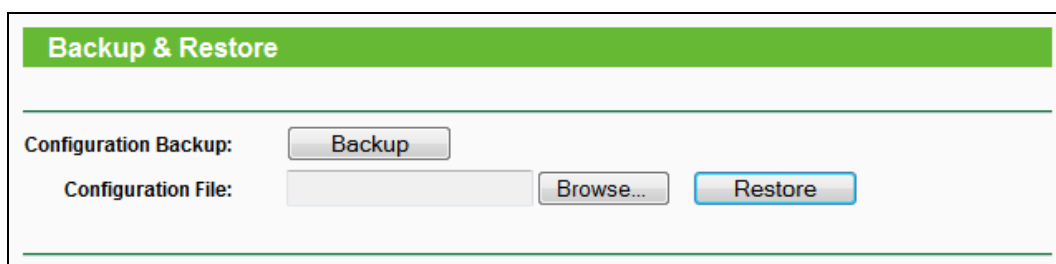 Backup & Restore
Configuration Backup: Backup
Configuration File: Browse... Restore